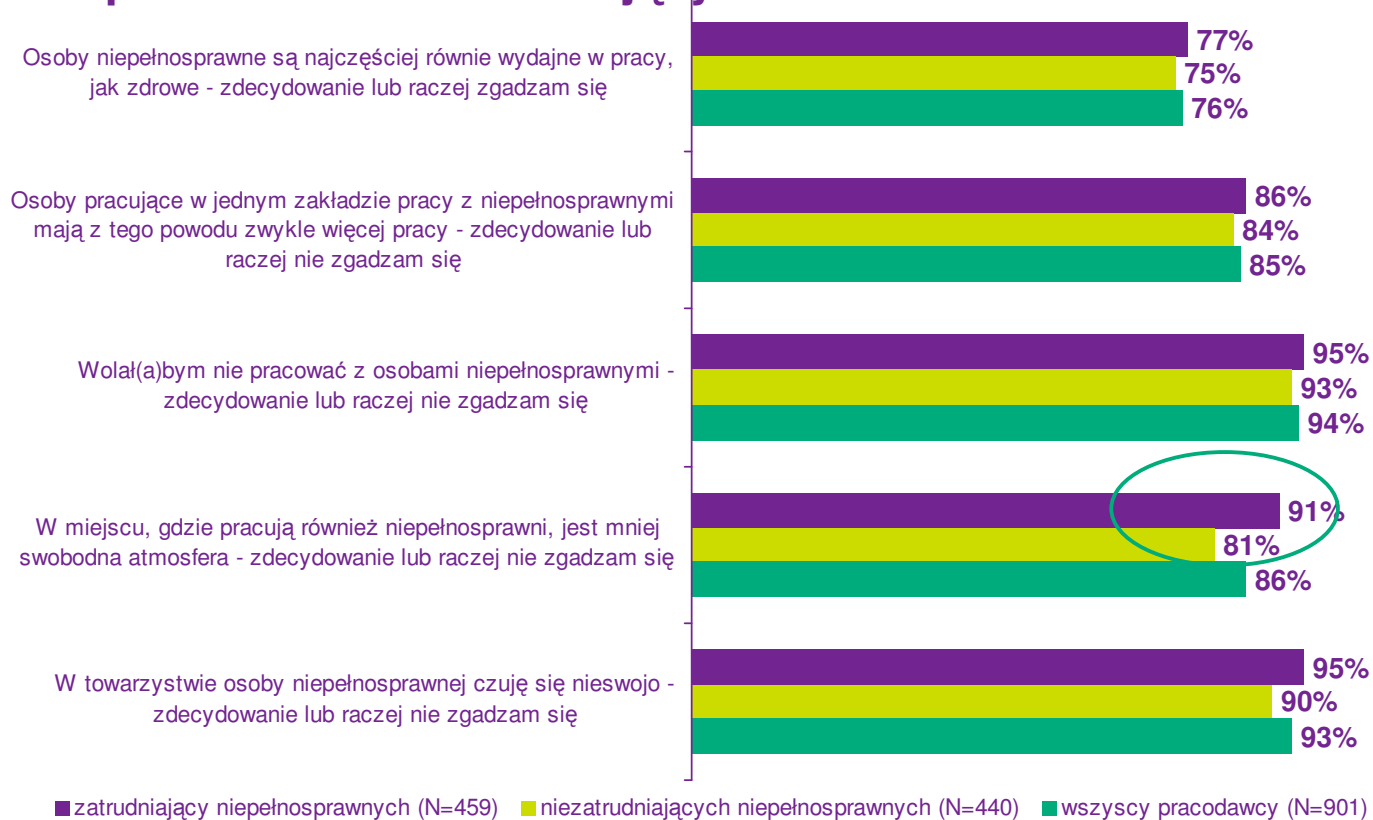 Osoby niepełnosprawne są najczęściej równie wydajne w pracy,
jak zdrowe - zdecydowanie lub raczej zgadzam się
77%
75%
76%
Osoby pracujące w jednym zakładzie pracy z niepełnosprawnymi
mają z tego powodu zwykle więcej pracy - zdecydowanie lub
raczej nie zgadzam się
86%
84%
85%
Wolał(a)bym nie pracować z osobami niepełnosprawnymi -
zdecydowanie lub raczej nie zgadzam się
95%
93%
94%
W miejscu, gdzie pracują również niepełnosprawni, jest mniej
swobodna atmosfera - zdecydowanie lub raczej nie zgadzam się
91%
81%
86%
W towarzystwie osoby niepełnosprawnej czuję się nieswojo -
zdecydowanie lub raczej nie zgadzam się
95%
90%
93%
zatrudniający niepełnosprawnych (N=459) niezatrudniających niepełnosprawnych (N=440) wszyscy pracodawcy (N=901)